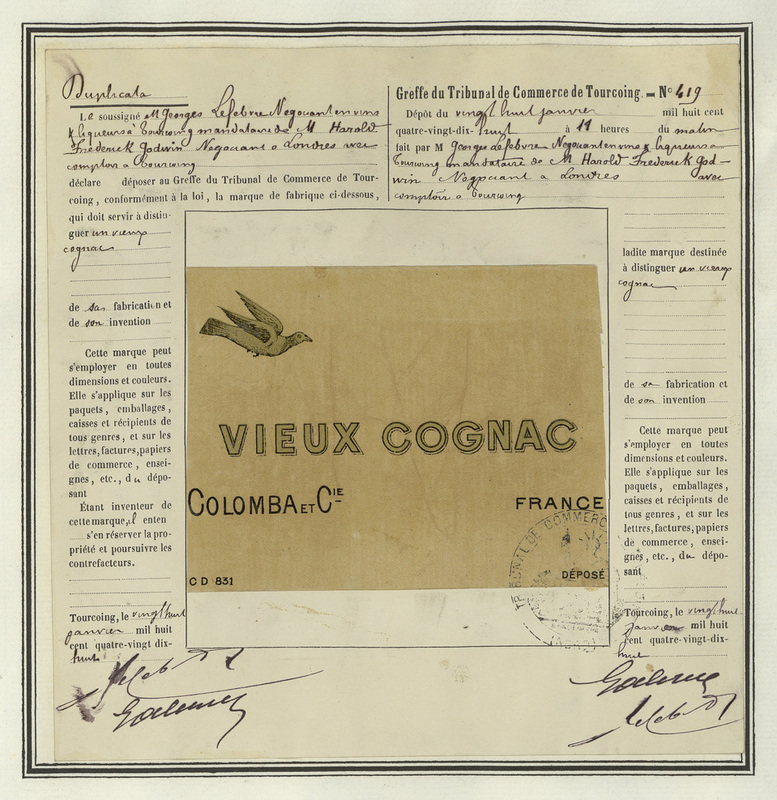 Duplicata
Le soussigné M Georges Lefebvre Négociant en vins
& liqueurs à Tourcoing mandataire de M Harold
Frederick Godwin Négociant à Londres avec
comptoir à Tourcoing
déclare déposer au Greffe du Tribunal de Commerce de Tour-
coing, conformément à la loi, la marque de fabrique ci-dessous,
qui doit servir à distin-
guer un vieux
cognac
de sa fabrication et
de son invention
Cette marque peut
s'employer en toutes
dimensions et couleurs.
Elle s'applique sur les
paquets, emballages,
caisses et récipients de
tous genres, et sur les
lettres, factures, papiers
de commerce, ensei-
gnes, etc., du dépo-
sant
Étant inventeur de
cette marque, il enten
s'en réserver la pro-
priété et poursuivre les
contrefacteurs.
Tourcoing, le vingt huit
janvier mil huit
cent quatre-vingt dix-
huit
Greffe du Tribunal de Commerce de Tourcoing. — No 419
Dépôt du vingt huit janvier mil huit cent
quatre-vingt-dix-huit à 11 heures du matin
fait par M Georges Lefebvre Négociant en vins & liqueurs à
Tourcoing mandataire de M Harold Frederick God-
win Négociant à Londres avec
comptoir à Tourcoing
ladite marque destinée
à distinguer un vieux
cognac
de sa fabrication et
de son invention
Cette marque peut
s'employer en toutes
dimensions et couleurs.
Elle s'applique sur les
paquets, emballages,
caisses et récipients de
tous genres, et sur les
lettres, factures, papiers
de commerce, ensei-
gnes, etc., du dépo-
sant
Tourcoing, le vingt huit
janvier mil huit
cent quatre-vingt-dix-
huit
VIEUX COGNAC
COLOMBA ET CIE
FRANCE
C D 831
DÉPOSÉ
TRIBUNAL DE COMMERCE